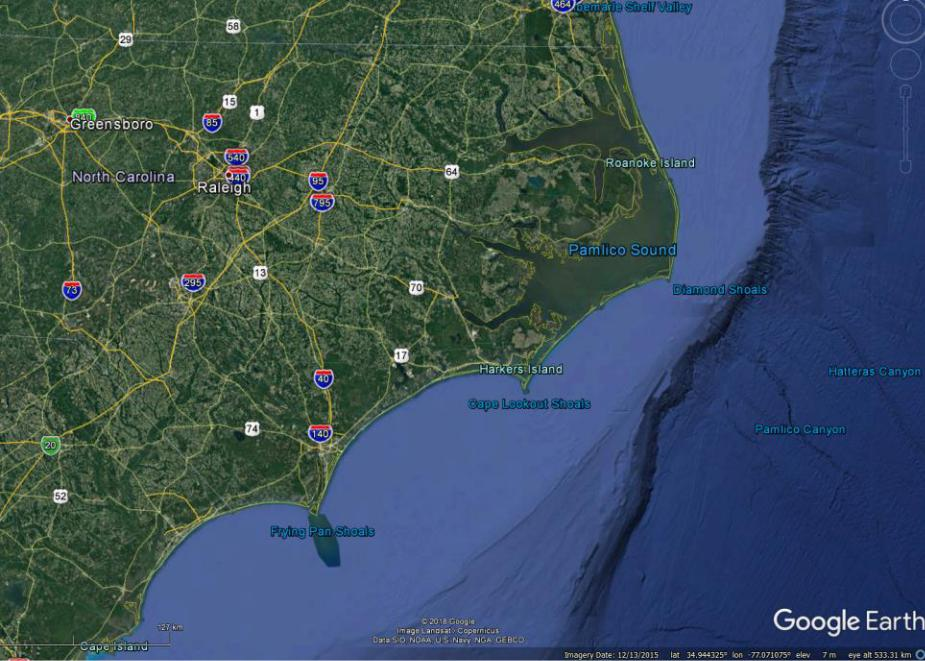 464
bemarle Shelf Valley
58
29
15
1
840
Greensboro
85
540
64
Roanoke Island
North Carolina
440
Raleigh
95
795
Pamlico Sound
13
73
295
70
Diamond Shoals
17
Harkers Island
40
Hatteras Canyon
Cape Lookout Shoals
74
140
Pamlico Canyon
20
52
Frying Pan Shoals
127 km
© 2018 Google
Image Landsat / Copernicus
Data SIO, NOAA, U.S. Navy, NGA, GEBCO
Google Earth
Cape Island
Imagery Date: 12/13/2015 lat 34.944325° lon -77.071075° elev 7 m eye alt 533.31 km